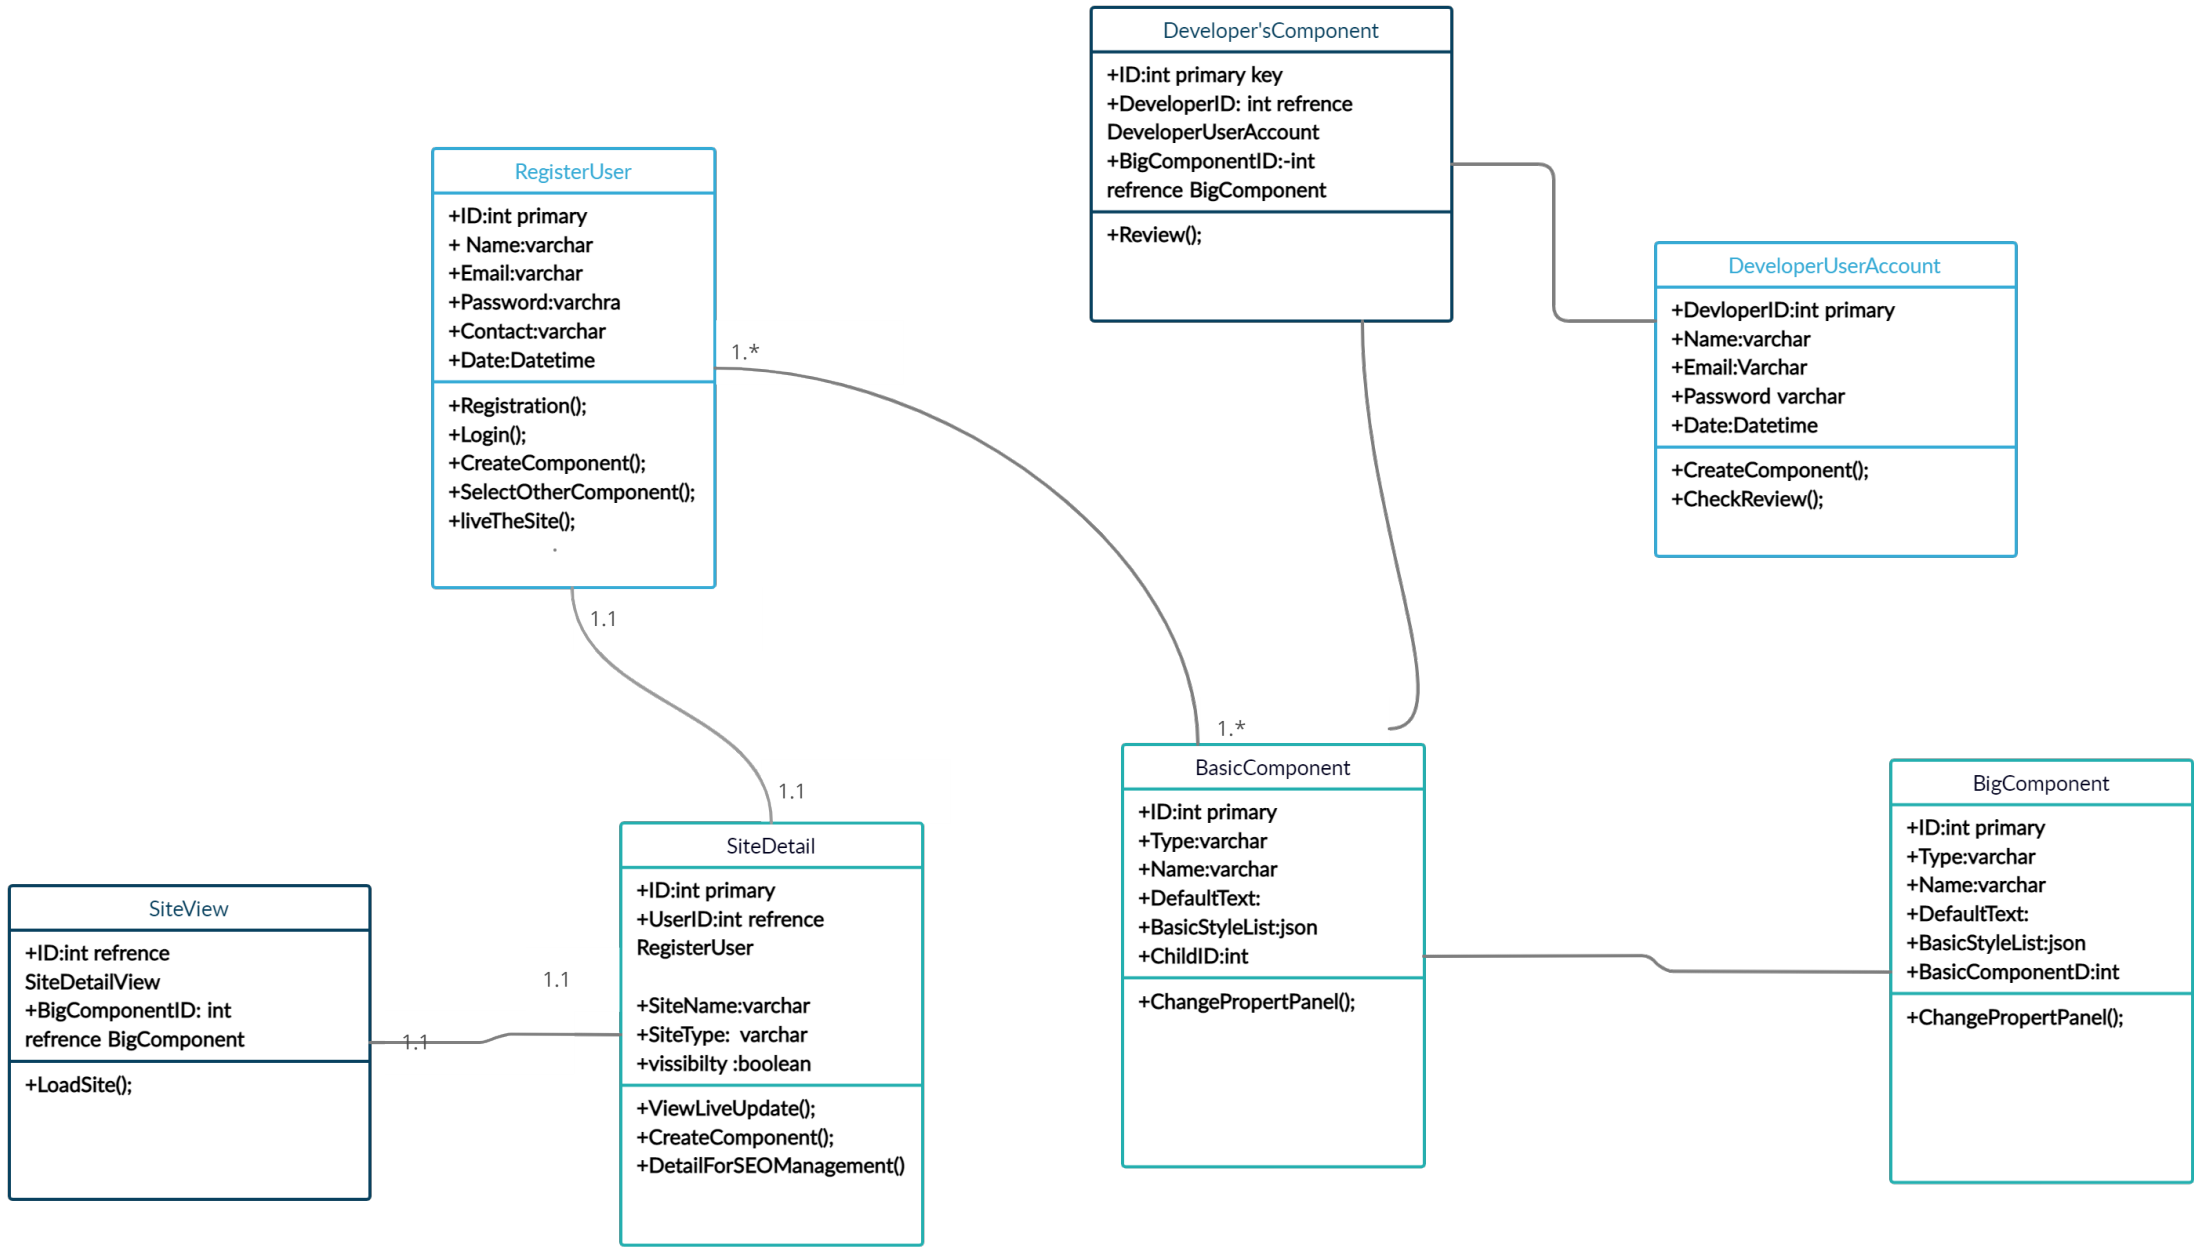 Developer'sComponent
+ID:int primary key
+DeveloperID: int refrence
DeveloperUserAccount
+BigComponentID:-int
refrence BigComponent
+Review();
RegisterUser
+ID:int primary
+ Name:varchar
+Email:varchar
+Password:varchra
+Contact:varchar
+Date:Datetime
+Registration();
+Login();
+CreateComponent();
+SelectOtherComponent();
+liveTheSite();
.
DeveloperUserAccount
+DevloperID:int primary
+Name:varchar
+Email:Varchar
+Password varchar
+Date:Datetime
+CreateComponent();
+CheckReview();
1.*
1.1
1.*
1.1
BasicComponent
+ID:int primary
+Type:varchar
+Name:varchar
+DefaultText:
+BasicStyleList:json
+ChildID:int
+ChangePropertPanel();
BigComponent
+ID:int primary
+Type:varchar
+Name:varchar
+DefaultText:
+BasicStyleList:json
+BasicComponentD:int
+ChangePropertPanel();
SiteDetail
+ID:int primary
+UserID:int refrence
RegisterUser
+SiteName:varchar
+SiteType: varchar
+vissibilty :boolean
+ViewLiveUpdate();
+CreateComponent();
+DetailForSEOManagement()
SiteView
+ID:int refrence
SiteDetailView
+BigComponentID: int
refrence BigComponent
+LoadSite();
1.1
1.1